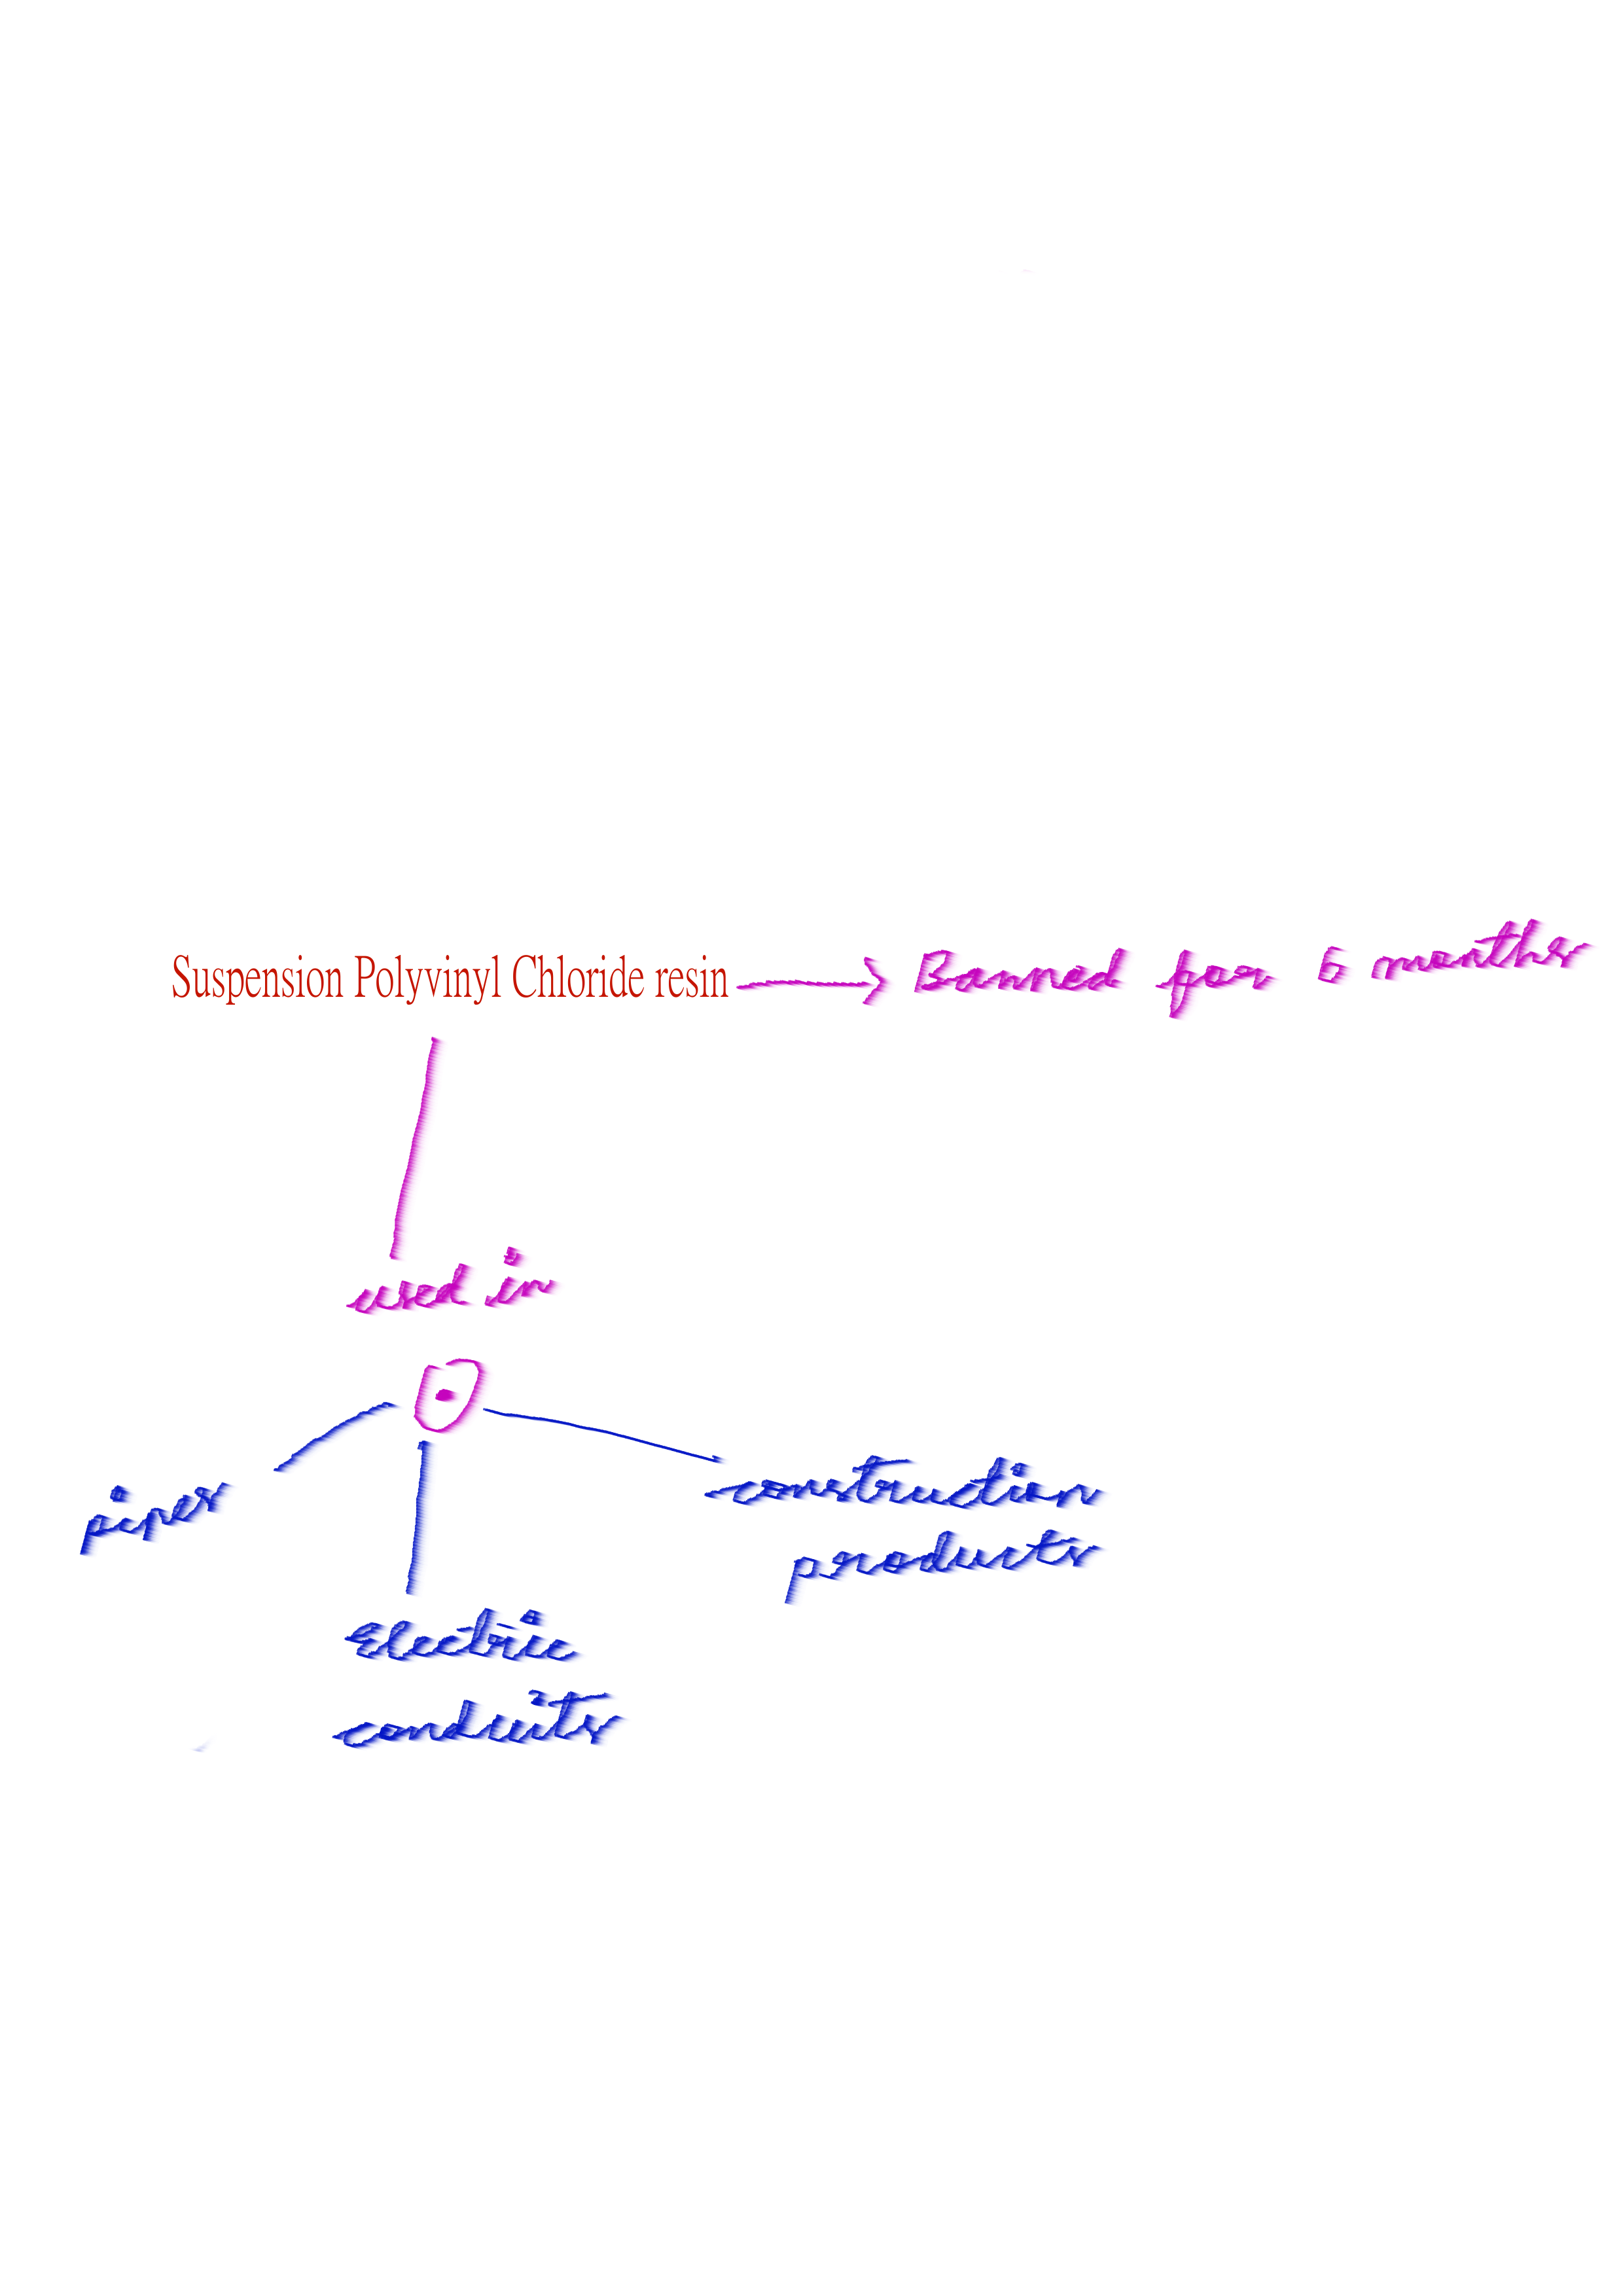 Suspension Polyvinyl Chloride resin → Banned for 6 months
used in
pipes
construction
products
Electric
conduits